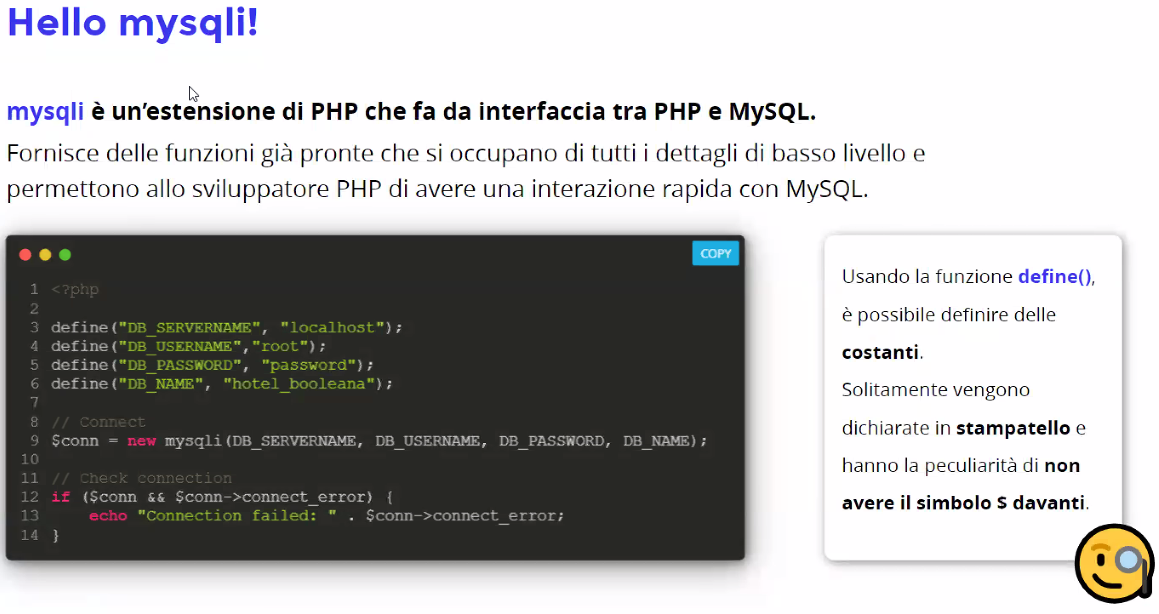 Hello mysqli!
mysqli è un’estensione di PHP che fa da interfaccia tra PHP e MySQL.
Fornisce delle funzioni già pronte che si occupano di tutti i dettagli di basso livello e
permettono allo sviluppatore PHP di avere una interazione rapida con MySQL.
COPY
1 <?php
2
3 define("DB_SERVERNAME", "localhost");
4 define("DB_USERNAME","root");
5 define("DB_PASSWORD", "password");
6 define("DB_NAME", "hotel_booleana");
7
8 // Connect
9 $conn = new mysqli(DB_SERVERNAME, DB_USERNAME, DB_PASSWORD, DB_NAME);
10
11 // Check connection
12 if ($conn && $conn->connect_error) {
13 echo "Connection failed: " . $conn->connect_error;
14 }
Usando la funzione define(),
è possibile definire delle
costanti.
Solitamente vengono
dichiarate in stampatello e
hanno la peculiarità di non
avere il simbolo $ davanti.